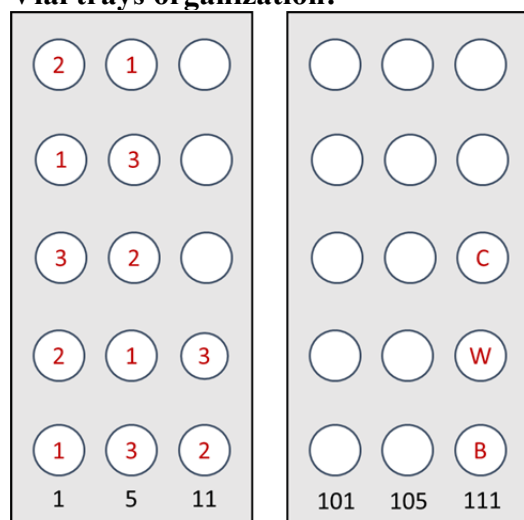 Vial trays organization:
2 1
1 3
3 2 C
2 1 3 W
1 3 2 B
1 5 11 101 105 111